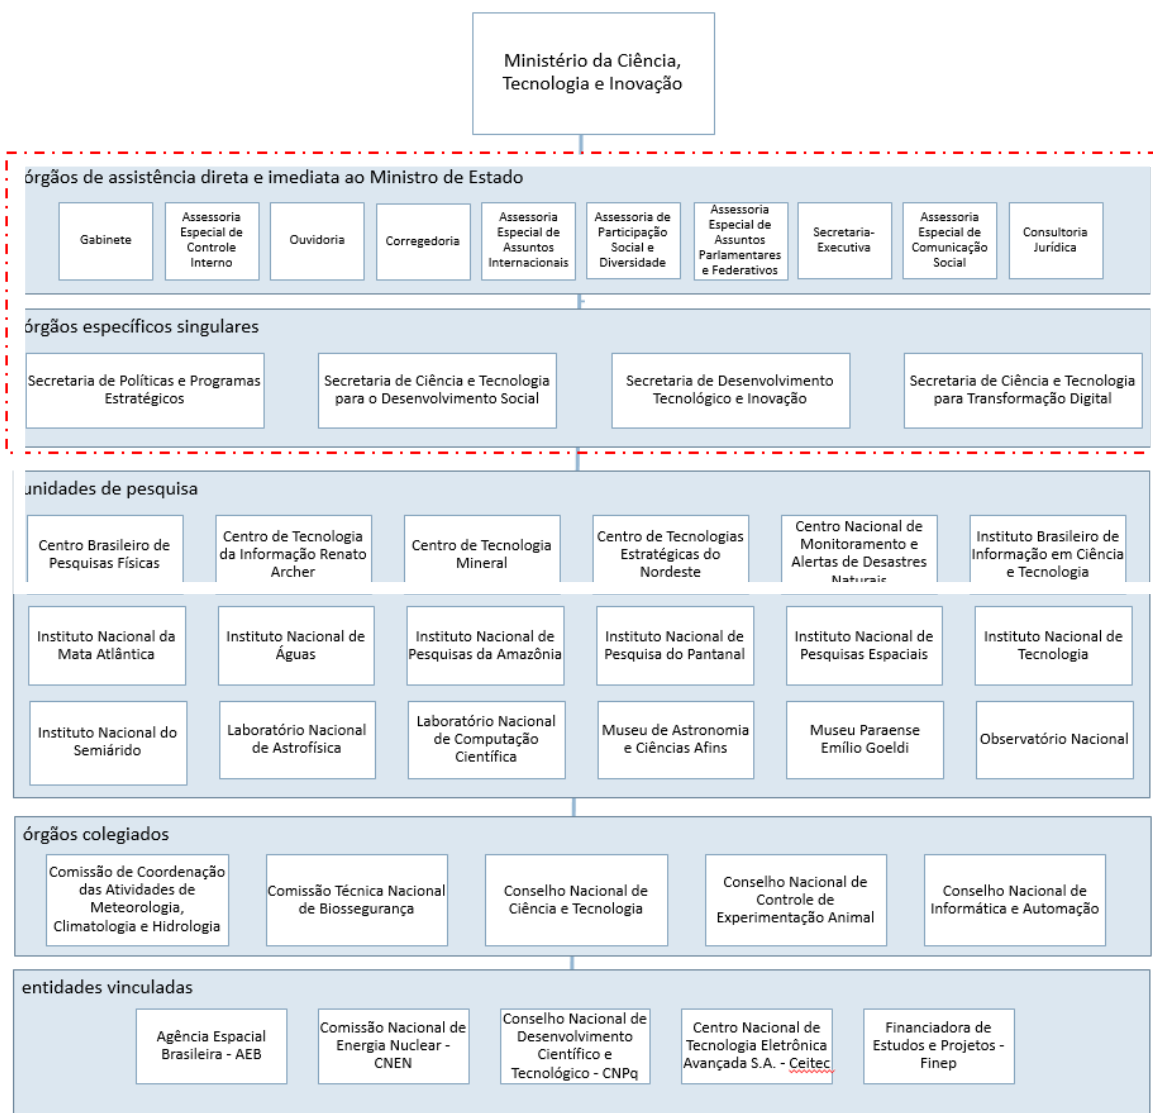 Ministério da Ciência,
Tecnologia e Inovação
órgãos de assistência direta e imediata ao Ministro de Estado
Gabinete
Assessoria
Especial de
Controle
Interno
Ouvidoria
Corregedoria
Assessoria
Especial de
Assuntos
Internacionais
Assessoria de
Participação
Social e
Diversidade
Assessoria
Especial de
Assuntos
Parlamentares
e Federativos
Secretaria-
Executiva
Assessoria
Especial de
Comunicação
Social
Consultoria
Jurídica
órgãos específicos singulares
Secretaria de Políticas e Programas
Estratégicos
Secretaria de Ciência e Tecnologia
para o Desenvolvimento Social
Secretaria de Desenvolvimento
Tecnológico e Inovação
Secretaria de Ciência e Tecnologia
para Transformação Digital
unidades de pesquisa
Centro Brasileiro de
Pesquisas Físicas
Centro de Tecnologia
da Informação Renato
Archer
Centro de Tecnologia
Mineral
Centro de Tecnologias
Estratégicas do
Nordeste
Centro Nacional de
Monitoramento e
Alertas de Desastres
Naturais
Instituto Brasileiro de
Informação em Ciência
e Tecnologia
Instituto Nacional da
Mata Atlântica
Instituto Nacional de
Águas
Instituto Nacional de
Pesquisas da Amazônia
Instituto Nacional de
Pesquisa do Pantanal
Instituto Nacional de
Pesquisas Espaciais
Instituto Nacional de
Tecnologia
Instituto Nacional do
Semiárido
Laboratório Nacional
de Astrofísica
Laboratório Nacional
de Computação
Científica
Museu de Astronomia
e Ciências Afins
Museu Paraense
Emílio Goeldi
Observatório Nacional
órgãos colegiados
Comissão de Coordenação
das Atividades de
Meteorologia,
Climatologia e Hidrologia
Comissão Técnica Nacional
de Biossegurança
Conselho Nacional de
Ciência e Tecnologia
Conselho Nacional de
Controle de
Experimentação Animal
Conselho Nacional de
Informática e Automação
entidades vinculadas
Agência Espacial
Brasileira - AEB
Comissão Nacional de
Energia Nuclear -
CNEN
Conselho Nacional de
Desenvolvimento
Científico e
Tecnológico - CNPq
Centro Nacional de
Tecnologia Eletrônica
Avançada S.A. - Ceitec
Financiadora de
Estudos e Projetos -
Finep